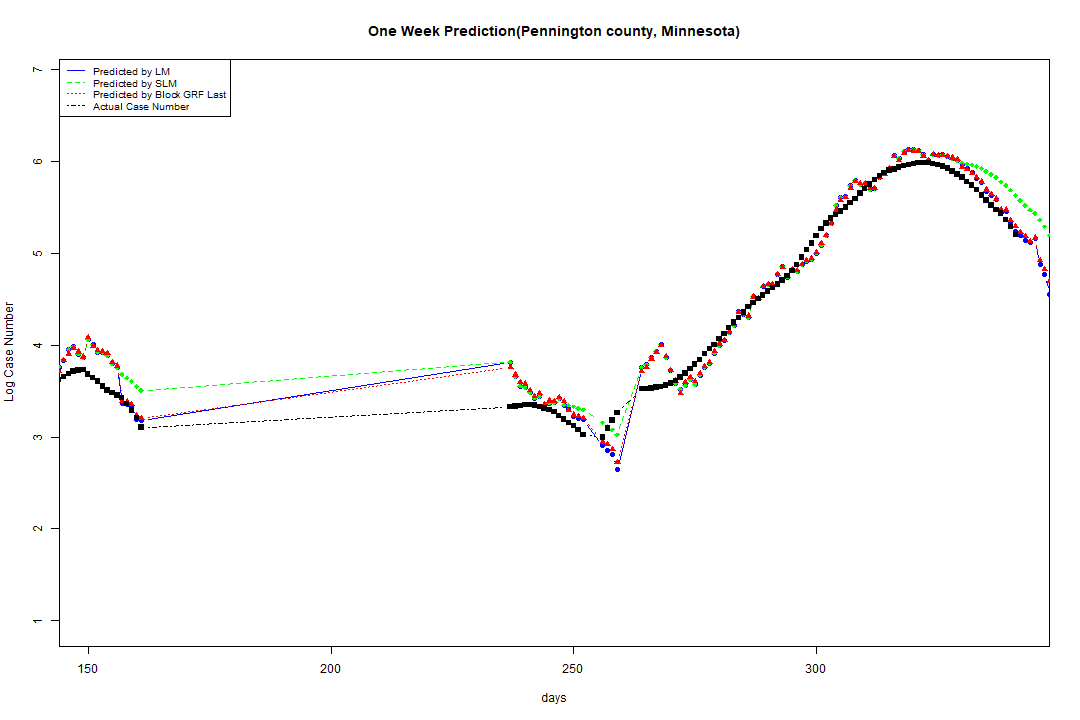 One Week Prediction(Pennington county, Minnesota)
Predicted by LM
Predicted by SLM
Predicted by Block GRF Last
Actual Case Number
7
6
5
4
3
2
1
Log Case Number
150
200
250
300
days